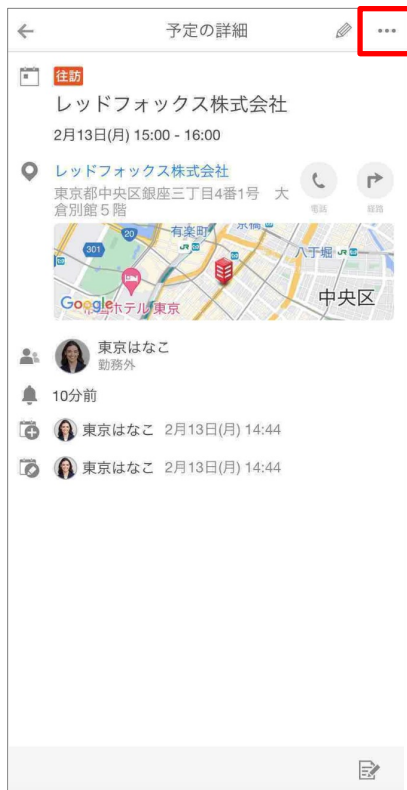 予定の詳細
往訪
レッドフォックス株式会社
2月13日(月) 15:00 - 16:00
レッドフォックス株式会社
東京都中央区銀座三丁目4番1号 大
倉別館5階
電話
経路
20
有楽町
京橋
301
JR
八丁堀
JR
Google
ホテル東京
中央区
東京はなこ
勤務外
10分前
東京はなこ 2月13日(月) 14:44
東京はなこ 2月13日(月) 14:44